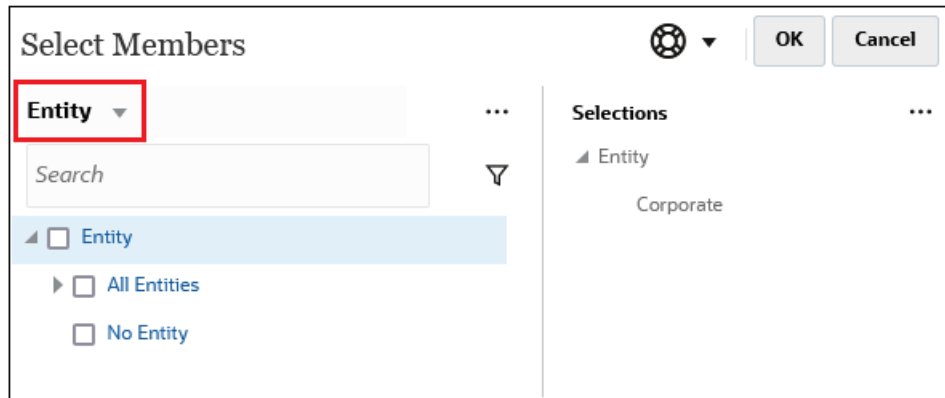 Select Members
OK
Cancel
Entity
Search
Entity
All Entities
No Entity
Selections
Entity
Corporate